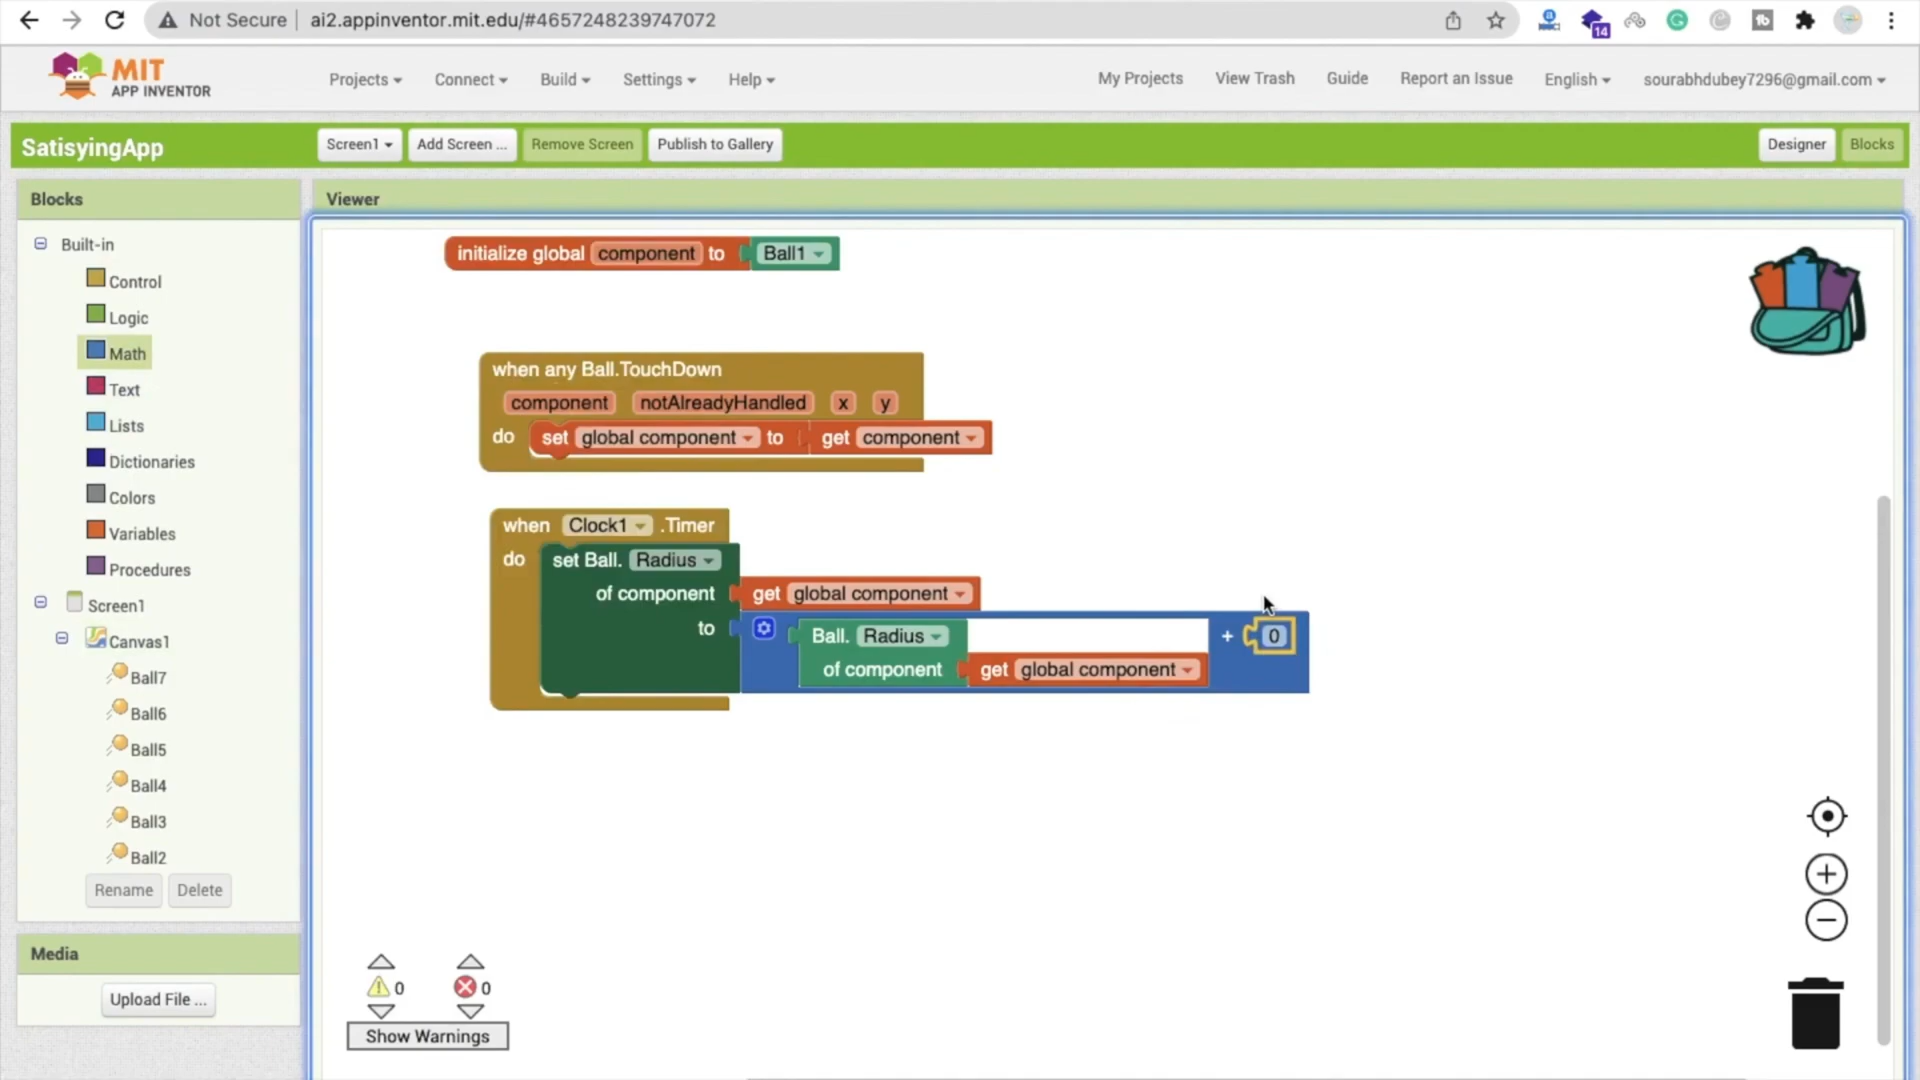 Not Secure
ai2.appinventor.mit.edu/#4657248239747072
14
MIT
APP INVENTOR
Projects
Connect
Build
Settings
Help
My Projects
View Trash
Guide
Report an Issue
English
sourabhdubey7296@gmail.com
SatisyingApp
Screen1
Add Screen ...
Remove Screen
Publish to Gallery
Designer
Blocks
Blocks
Viewer
Built-in
Control
Logic
Math
Text
Lists
Dictionaries
Colors
Variables
Procedures
Screen1
Canvas1
Ball7
Ball6
Ball5
Ball4
Ball3
Ball2
Rename
Delete
Media
Upload File ...
initialize global component to Ball1
when any Ball.TouchDown
component notAlreadyHandled x y
do set global component to get component
when Clock1 .Timer
do set Ball. Radius
of component get global component
to Ball. Radius + 0
of component get global component
0 0
Show Warnings